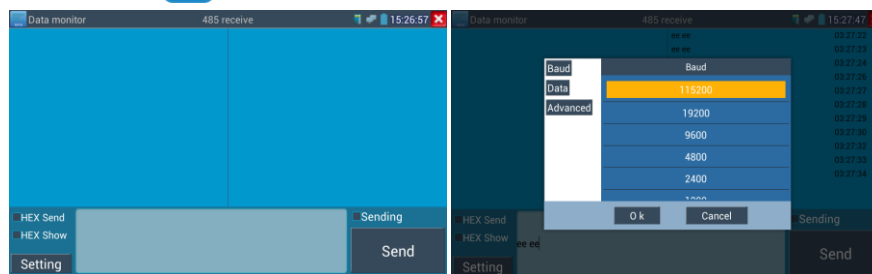 Data monitor 485 receive 15:26:57
HEX Send
HEX Show
Setting
Sending
Send
Data monitor 485 receive 15:27:47
ee ee 03:27:22
ee ee 03:27:23
03:27:24
03:27:26
03:27:27
03:27:28
03:27:29
03:27:30
03:27:32
03:27:33
03:27:34
Baud
Data
Advanced
Baud
115200
19200
9600
4800
2400
1200
Ok Cancel
HEX Send
HEX Show
ee ee
Setting
Sending
Send